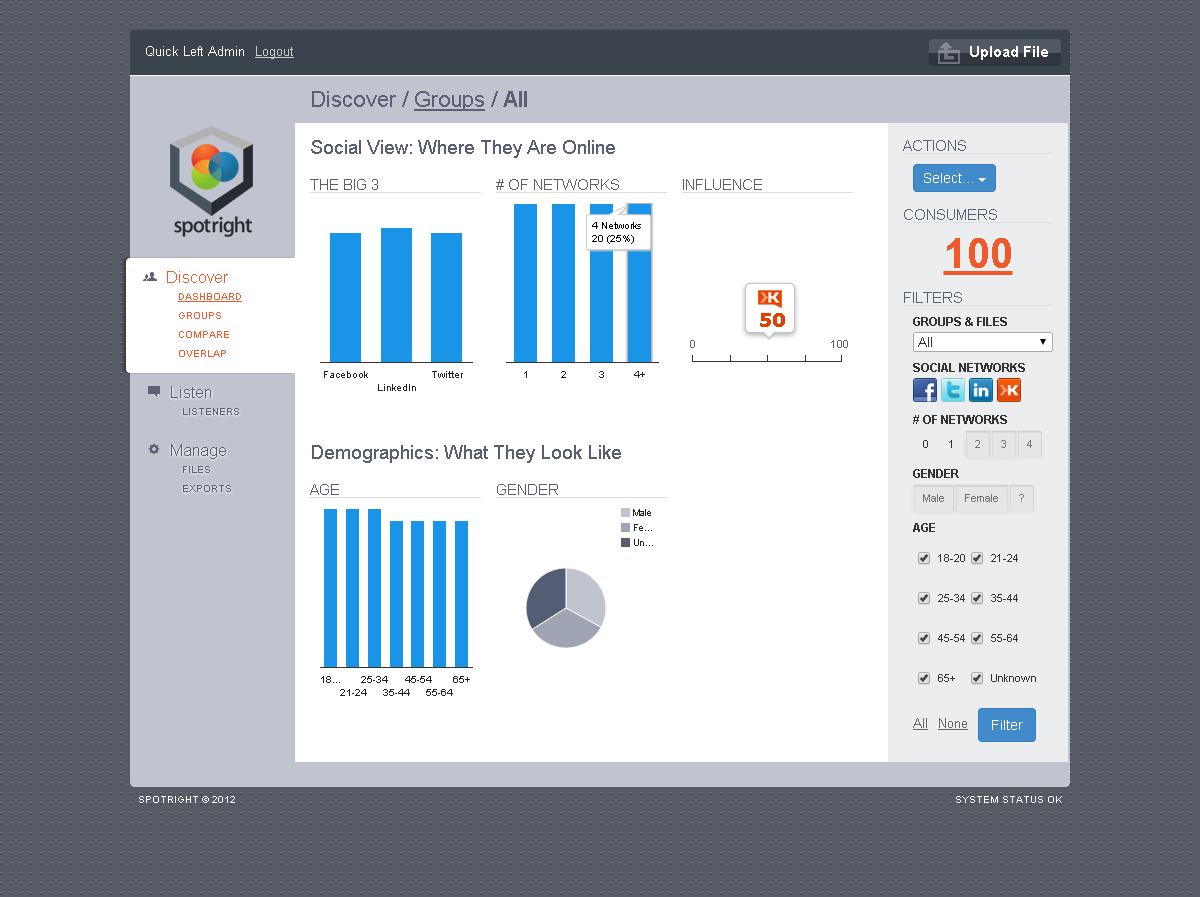 Quick Left Admin Logout
Upload File
Discover / Groups / All
spotright
Discover
DASHBOARD
GROUPS
COMPARE
OVERLAP
Listen
LISTENERS
Manage
FILES
EXPORTS
Social View: Where They Are Online
THE BIG 3
Facebook
LinkedIn
Twitter
# OF NETWORKS
4 Networks
20 (25%)
1 2 3 4+
INFLUENCE
K
50
0 100
Demographics: What They Look Like
AGE
18... 25-34 45-54 65+
21-24 35-44 55-64
GENDER
Male
Fe...
Un...
ACTIONS
Select...
CONSUMERS
100
FILTERS
GROUPS & FILES
All
SOCIAL NETWORKS
f t in K
# OF NETWORKS
0 1 2 3 4
GENDER
Male Female ?
AGE
18-20 21-24
25-34 35-44
45-54 55-64
65+ Unknown
All None Filter
SPOTRIGHT © 2012
SYSTEM STATUS OK